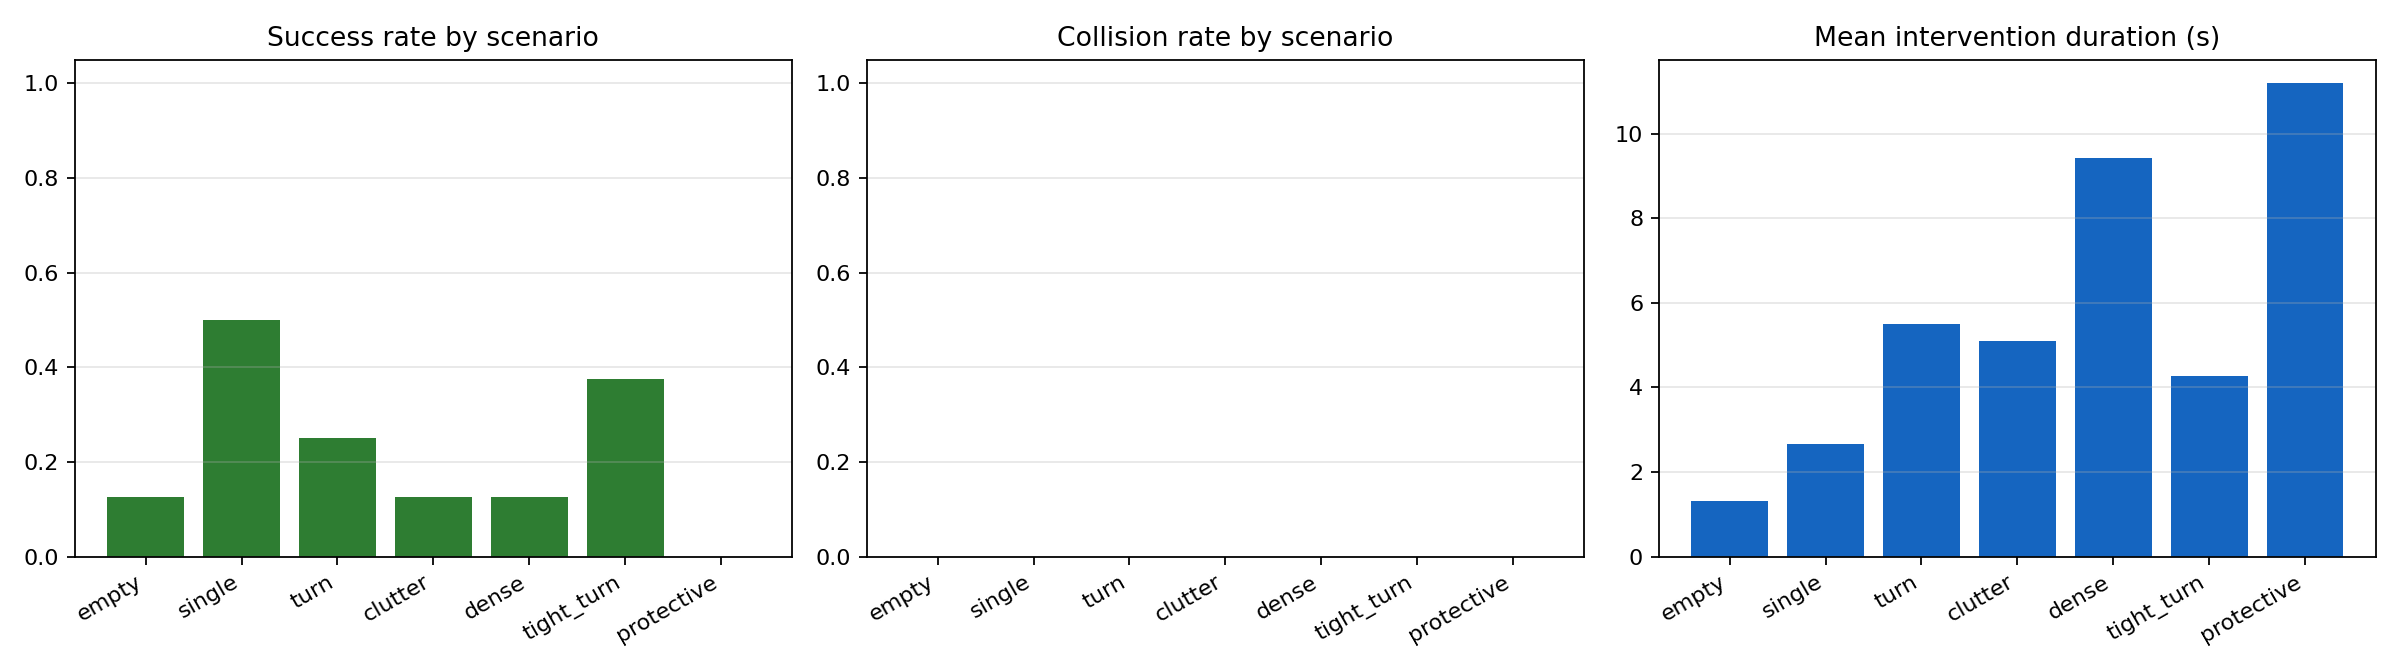 Success rate by scenario
1.0
0.8
0.6
0.4
0.2
0.0
empty
single
turn
clutter
dense
tight_turn
protective
Collision rate by scenario
1.0
0.8
0.6
0.4
0.2
0.0
empty
single
turn
clutter
dense
tight_turn
protective
Mean intervention duration (s)
10
8
6
4
2
0
empty
single
turn
clutter
dense
tight_turn
protective